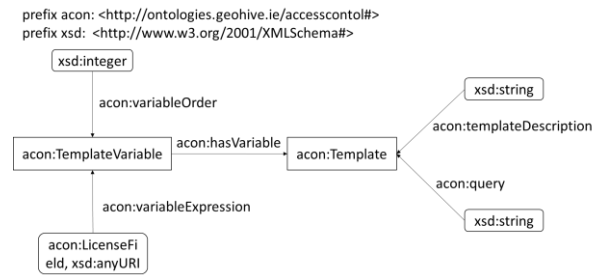 prefix acon: <http://ontologies.geohive.ie/accesscontol#>
prefix xsd: <http://www.w3.org/2001/XMLSchema#>
xsd:integer
xsd:string
acon:variableOrder
acon:templateDescription
acon:hasVariable
acon:TemplateVariable
acon:Template
acon:query
acon:variableExpression
xsd:string
acon:LicenseFi
eld, xsd:anyURI